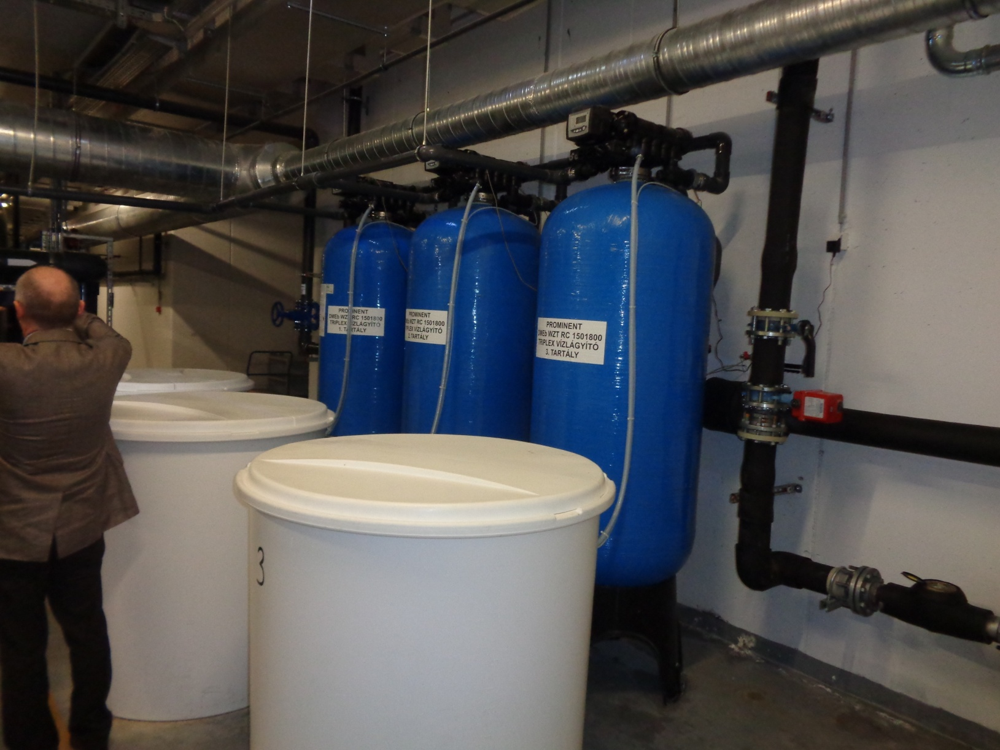 PROMINENT
DMEb WZT RC 1501800
TRIPLEX VÍZLÁGYÍTÓ
1. TARTÁLY
PROMINENT
MEb WZT RC 1501800
TRIPLEX VÍZLÁGYÍTÓ
2. TARTÁLY
PROMINENT
DMEb WZT RC 1501800
TRIPLEX VÍZLÁGYÍTÓ
3. TARTÁLY
3